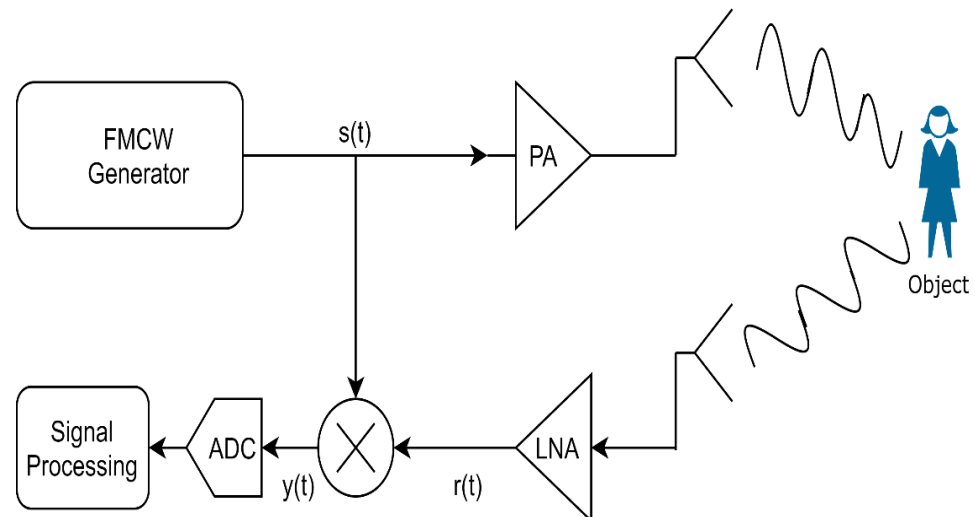 FMCW
Generator
s(t)
PA
Object
Signal
Processing
ADC
y(t)
r(t)
LNA